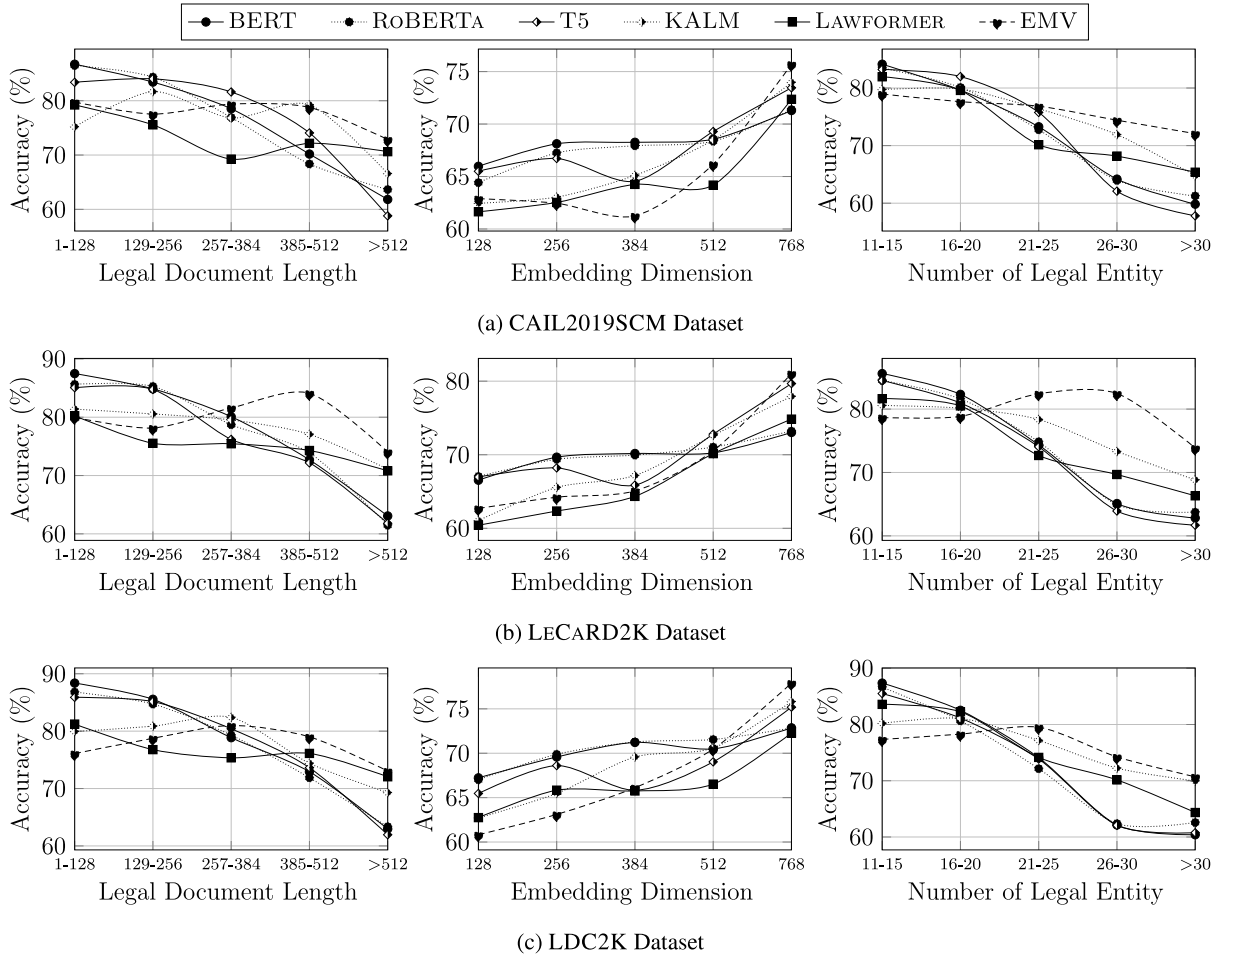 BERT RoBERTa T5 KALM Lawformer EMV
Accuracy (%)
80
70
60
1-128 129-256 257-384 385-512 >512
Legal Document Length
Accuracy (%)
75
70
65
60
128 256 384 512 768
Embedding Dimension
Accuracy (%)
80
70
60
11-15 16-20 21-25 26-30 >30
Number of Legal Entity
(a) CAIL2019SCM Dataset
Accuracy (%)
90
80
70
60
1-128 129-256 257-384 385-512 >512
Legal Document Length
Accuracy (%)
80
70
60
128 256 384 512 768
Embedding Dimension
Accuracy (%)
80
70
60
11-15 16-20 21-25 26-30 >30
Number of Legal Entity
(b) LeCaRD2K Dataset
Accuracy (%)
90
80
70
60
1-128 129-256 257-384 385-512 >512
Legal Document Length
Accuracy (%)
75
70
65
60
128 256 384 512 768
Embedding Dimension
Accuracy (%)
90
80
70
60
11-15 16-20 21-25 26-30 >30
Number of Legal Entity
(c) LDC2K Dataset